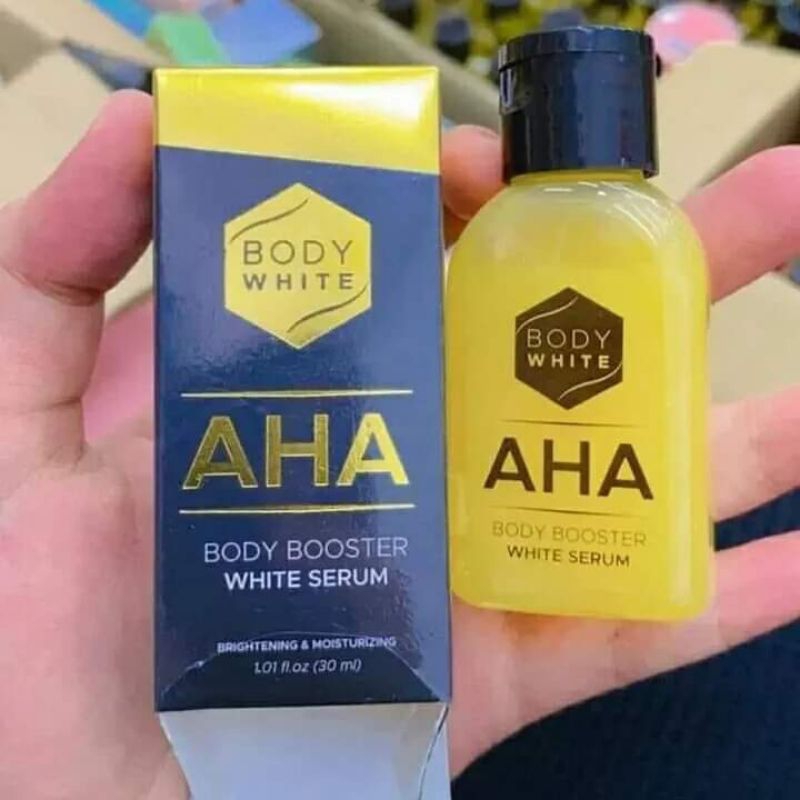 BODY
WHITE
AHA
BODY BOOSTER
WHITE SERUM
BRIGHTENING & MOISTURIZING
1.01 fl.oz (30 ml)
BODY
WHITE
AHA
BODY BOOSTER
WHITE SERUM